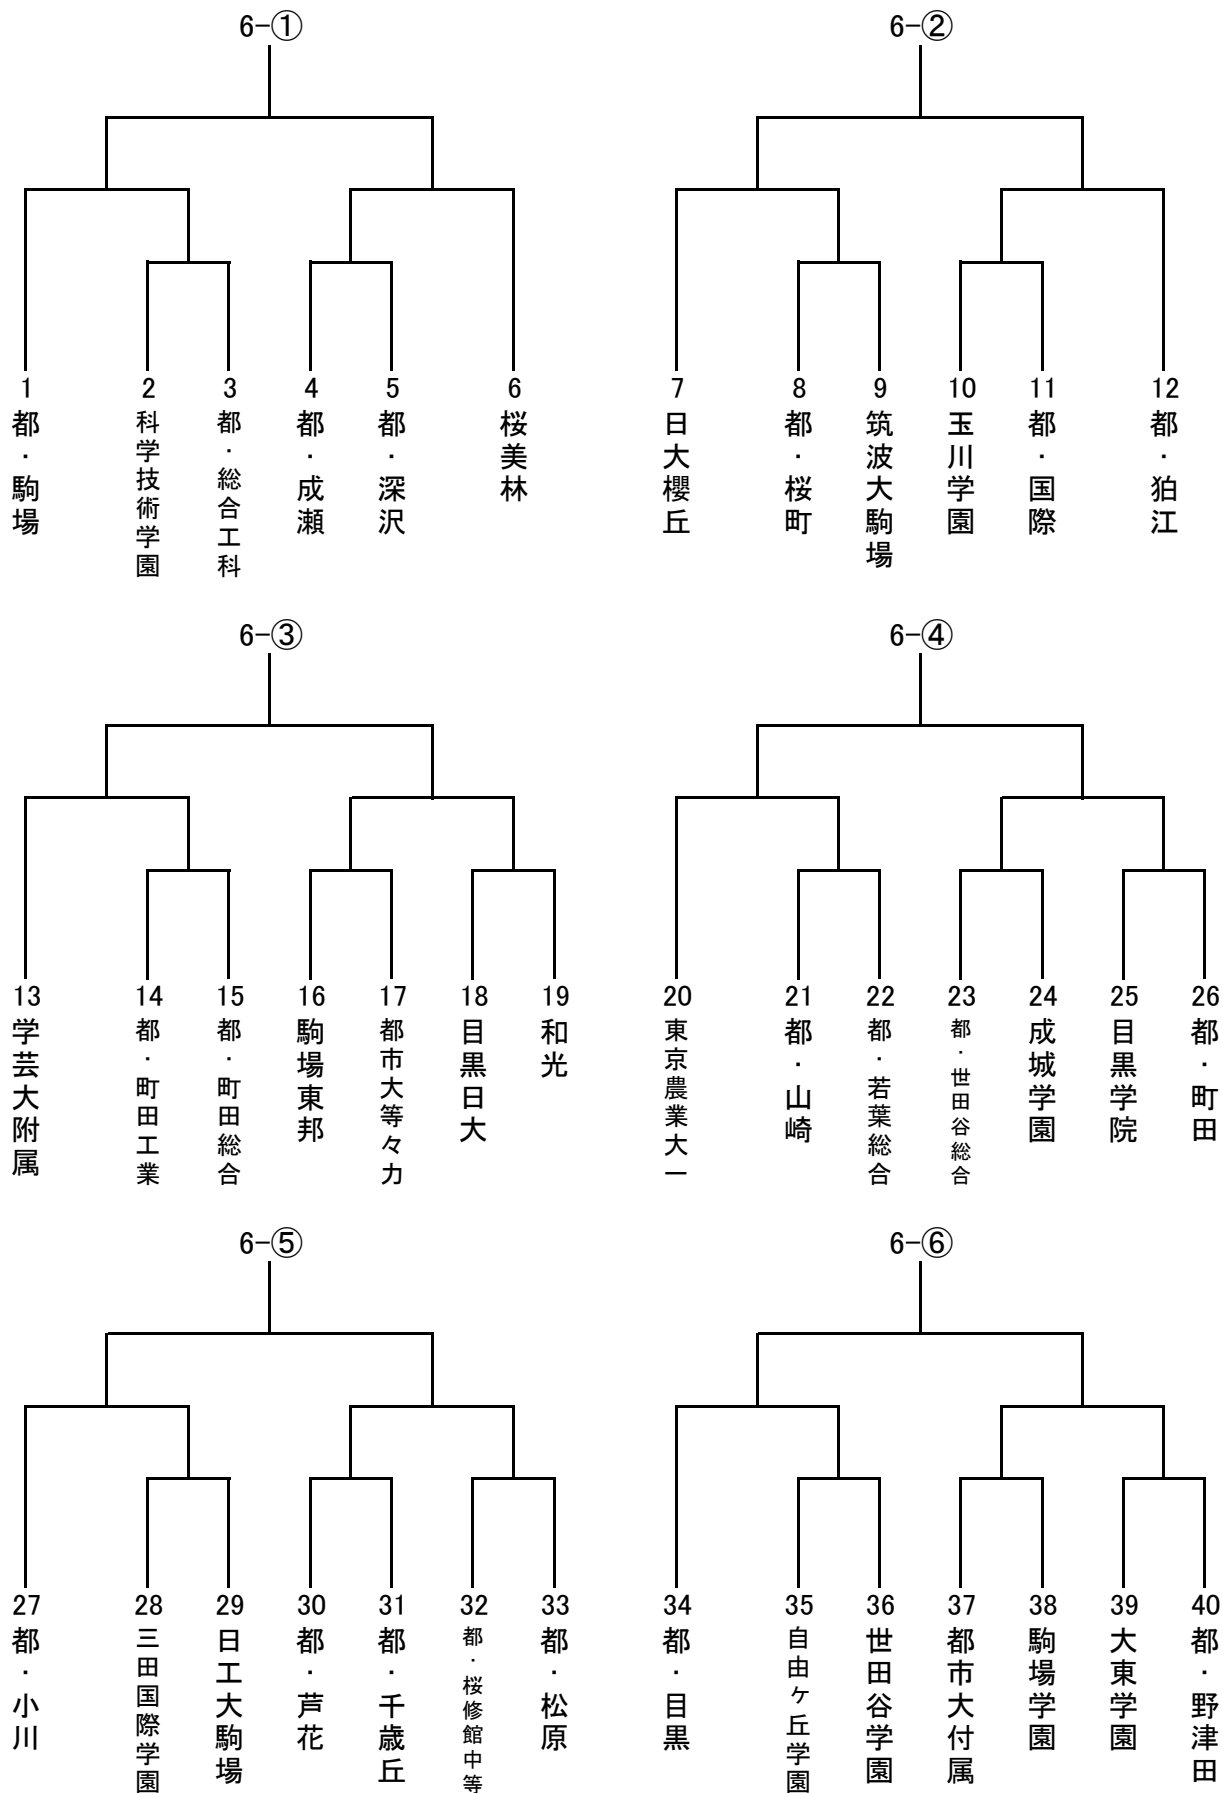 6-①
6-②
1
2
3
4
5
6
7
8
9
10
11
12
都・駒場
科学技術学園
都・総合工科
都・成瀬
都・深沢
桜美林
日大櫻丘
都・桜町
筑波大駒場
玉川学園
都・国際
都・狛江
6-③
6-④
13
14
15
16
17
18
19
20
21
22
23
24
25
26
学芸大附属
都・町田工業
都・町田総合
駒場東邦
都市大等々力
目黒日大
和光
東京農業大一
都・山崎
都・若葉総合
都・世田谷総合
成城学園
目黒学院
都・町田
6-⑤
6-⑥
27
28
29
30
31
32
33
34
35
36
37
38
39
40
都・小川
三田国際学園
日工大駒場
都・芦花
都・千歳丘
都・桜修館中等
都・松原
都・目黒
自由ヶ丘学園
世田谷学園
都市大付属
駒場学園
大東学園
都・野津田